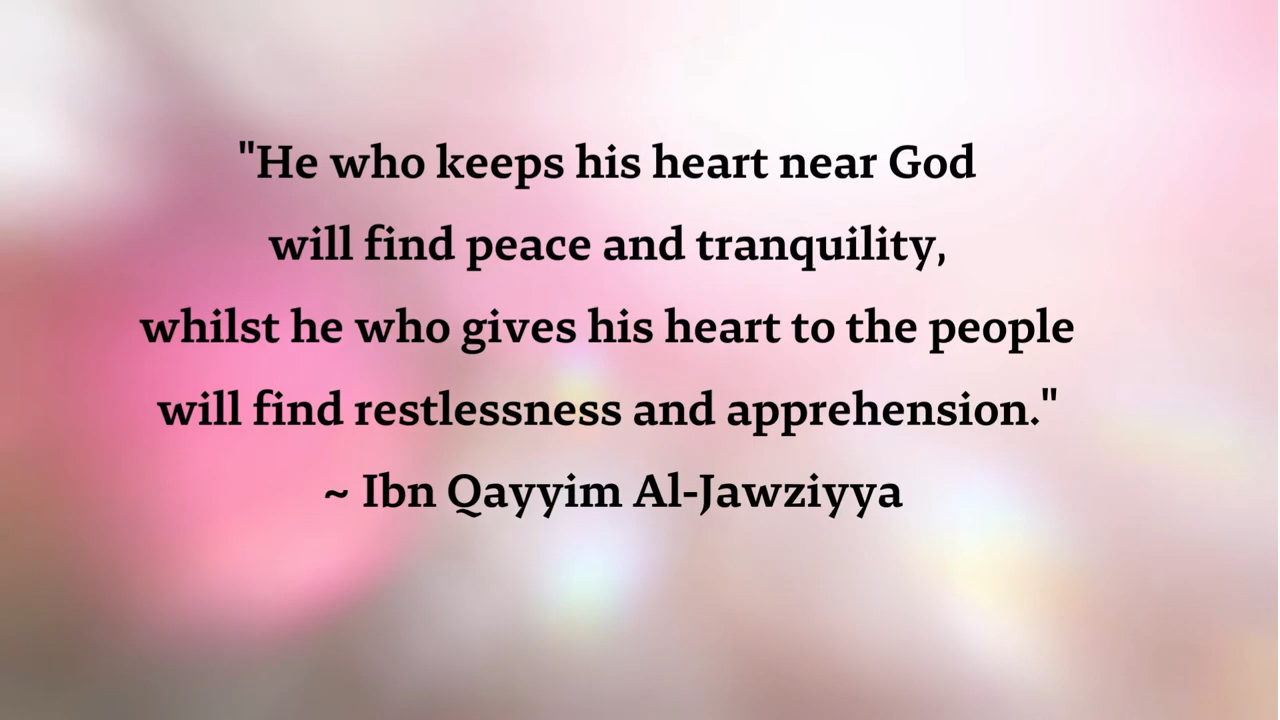 "He who keeps his heart near God
will find peace and tranquility,
whilst he who gives his heart to the people
will find restlessness and apprehension."
~ Ibn Qayyim Al-Jawziyya